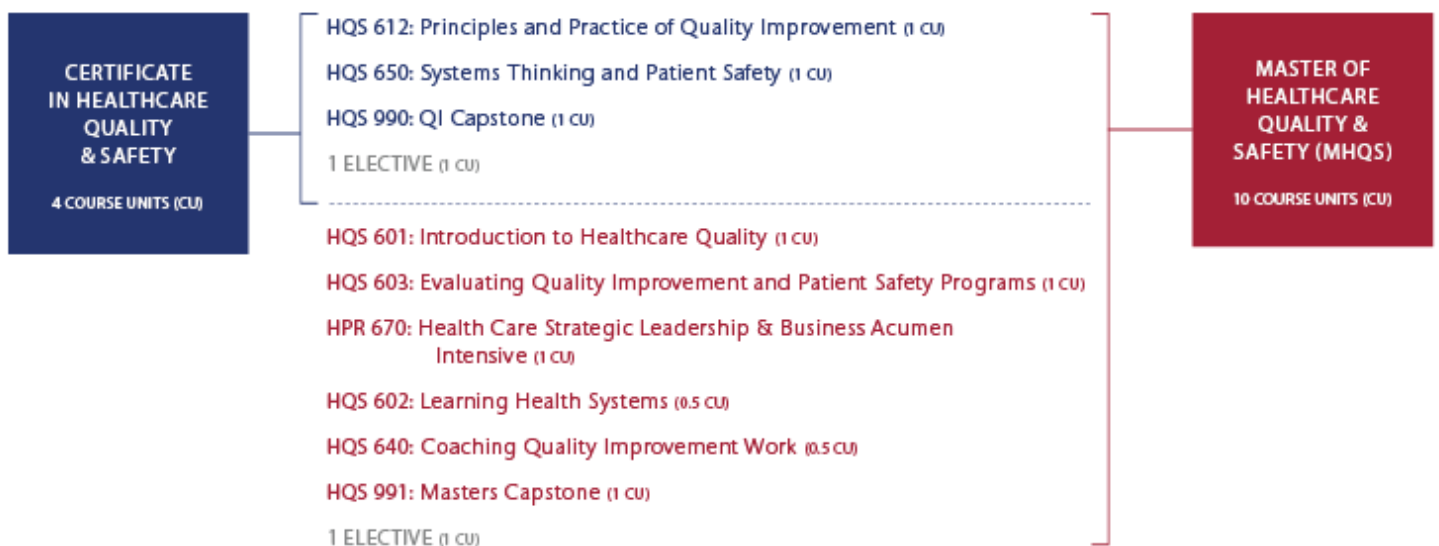 CERTIFICATE
IN HEALTHCARE
QUALITY
& SAFETY
4 COURSE UNITS (CU)
HQS 612: Principles and Practice of Quality Improvement (1 CU)
HQS 650: Systems Thinking and Patient Safety (1 CU)
HQS 990: QI Capstone (1 CU)
1 ELECTIVE (1 CU)
HQS 601: Introduction to Healthcare Quality (1 CU)
HQS 603: Evaluating Quality Improvement and Patient Safety Programs (1 CU)
HPR 670: Health Care Strategic Leadership & Business Acumen
Intensive (1 CU)
HQS 602: Learning Health Systems (0.5 CU)
HQS 640: Coaching Quality Improvement Work (0.5 CU)
HQS 991: Masters Capstone (1 CU)
1 ELECTIVE (1 CU)
MASTER OF
HEALTHCARE
QUALITY &
SAFETY (MHQS)
10 COURSE UNITS (CU)